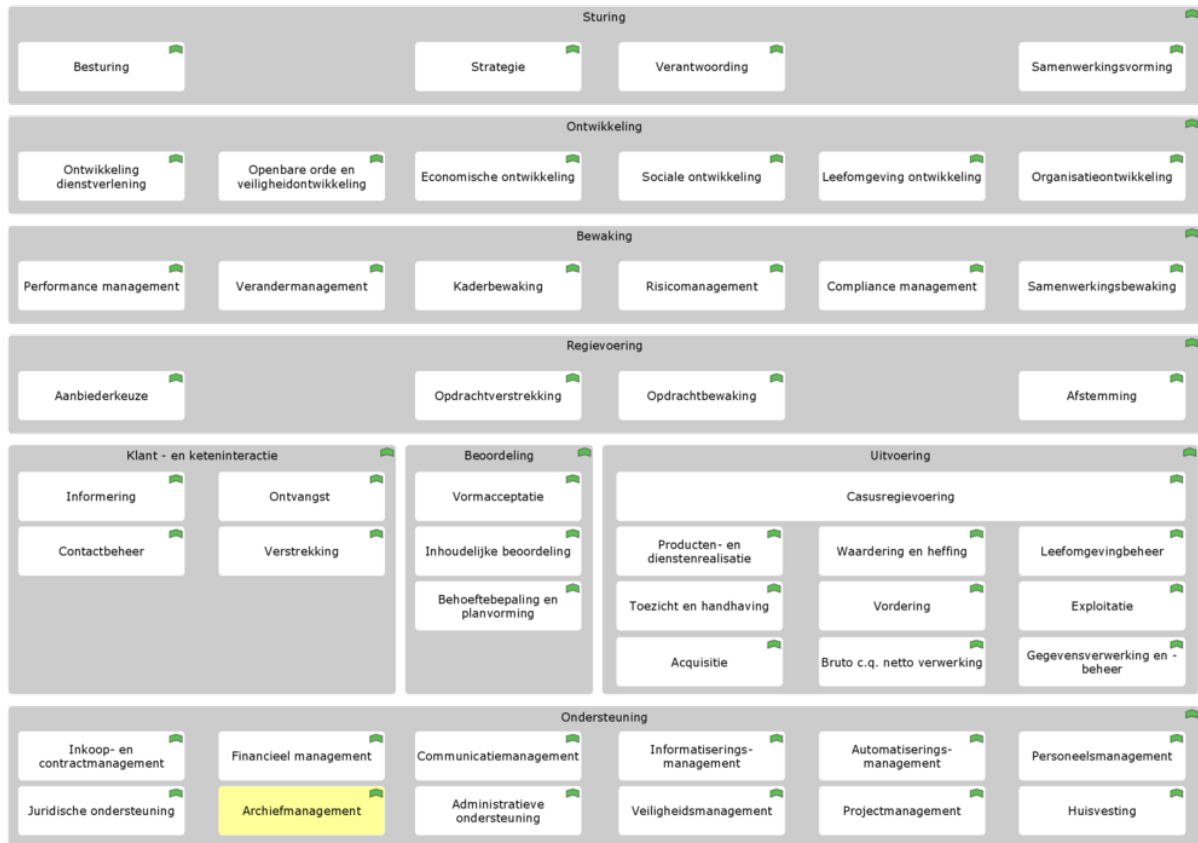 Sturing
Besturing
Strategie
Verantwoording
Samenwerkingsvorming
Ontwikkeling
Ontwikkeling
dienstverlening
Openbare orde en
veiligheidontwikkeling
Economische ontwikkeling
Sociale ontwikkeling
Leefomgeving ontwikkeling
Organisatieontwikkeling
Bewaking
Performance management
Verandermanagement
Kaderbewaking
Risicomanagement
Compliance management
Samenwerkingsbewaking
Regievoering
Aanbiederkeuze
Opdrachtverstrekking
Opdrachtbewaking
Afstemming
Klant - en keteninteractie
Informering
Ontvangst
Contactbeheer
Verstrekking
Beoordeling
Vormacceptatie
Inhoudelijke beoordeling
Behoeftebepaling en
planvorming
Uitvoering
Casusregievoering
Producten- en
dienstenrealisatie
Waardering en heffing
Leefomgevingbeheer
Toezicht en handhaving
Vordering
Exploitatie
Acquisitie
Bruto c.q. netto verwerking
Gegevensverwerking en -
beheer
Ondersteuning
Inkoop- en
contractmanagement
Financieel management
Communicatiemanagement
Informatiserings-
management
Automatiserings-
management
Personeelsmanagement
Juridische ondersteuning
Archiefmanagement
Administratieve
ondersteuning
Veiligheidsmanagement
Projectmanagement
Huisvesting